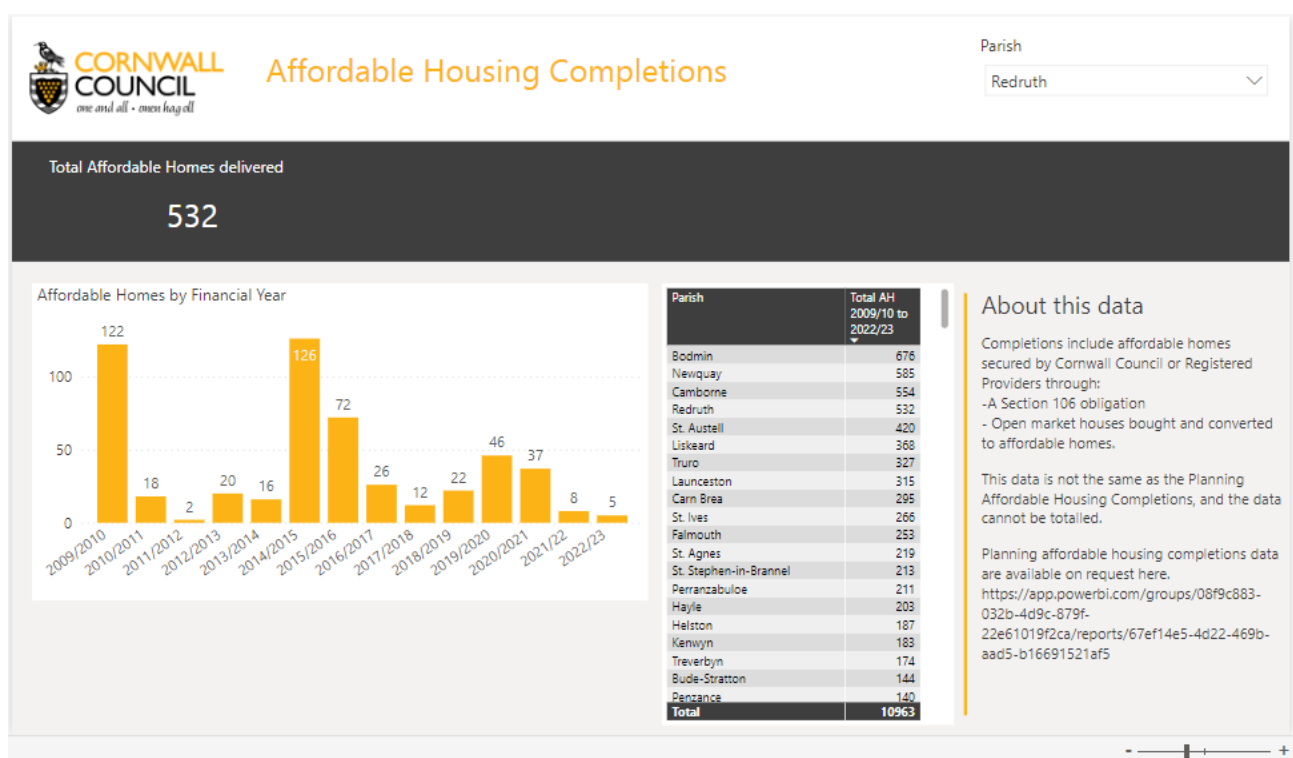 CORNWALL
COUNCIL
one and all • onen hag oll
Affordable Housing Completions
Parish
Redruth
Total Affordable Homes delivered
532
Affordable Homes by Financial Year
122
126
100
72
50
46
37
26
22
20
18
16
12
8
5
2
0
2009/2010
2010/2011
2011/2012
2012/2013
2013/2014
2014/2015
2015/2016
2016/2017
2017/2018
2018/2019
2019/2020
2020/2021
2021/22
2022/23
Parish Total AH
2009/10 to
2022/23
Bodmin 676
Newquay 585
Camborne 554
Redruth 532
St. Austell 420
Liskeard 368
Truro 327
Launceston 315
Carn Brea 295
St. Ives 266
Falmouth 253
St. Agnes 219
St. Stephen-in-Brannel 213
Perranzabuloe 211
Hayle 203
Helston 187
Kenwyn 183
Treverbyn 174
Bude-Stratton 144
Penzance 140
Total 10963
About this data
Completions include affordable homes
secured by Cornwall Council or Registered
Providers through:
-A Section 106 obligation
- Open market houses bought and converted
to affordable homes.
This data is not the same as the Planning
Affordable Housing Completions, and the data
cannot be totalled.
Planning affordable housing completions data
are available on request here.
https://app.powerbi.com/groups/08f9c883-
032b-4d9c-879f-
22e61019f2ca/reports/67ef14e5-4d22-469b-
aad5-b16691521af5
- +